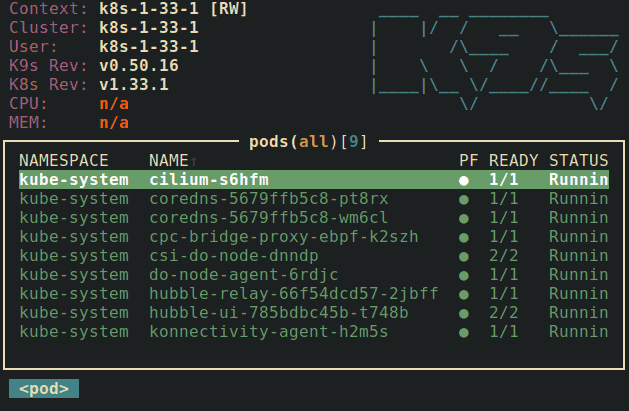 Context: k8s-1-33-1 [RW]
Cluster: k8s-1-33-1
User: k8s-1-33-1
K9s Rev: v0.50.16
K8s Rev: v1.33.1
CPU: n/a
MEM: n/a
K9s
pods(all)[9]
NAMESPACE NAME↑ PF READY STATUS
kube-system cilium-s6hfm ● 1/1 Runnin
kube-system coredns-5679ffb5c8-pt8rx ● 1/1 Runnin
kube-system coredns-5679ffb5c8-wm6cl ● 1/1 Runnin
kube-system cpc-bridge-proxy-ebpf-k2szh ● 1/1 Runnin
kube-system csi-do-node-dnndp ● 2/2 Runnin
kube-system do-node-agent-6rdjc ● 1/1 Runnin
kube-system hubble-relay-66f54dcd57-2jbff ● 1/1 Runnin
kube-system hubble-ui-785bdbc45b-t748b ● 2/2 Runnin
kube-system konnectivity-agent-h2m5s ● 1/1 Runnin
<pod>